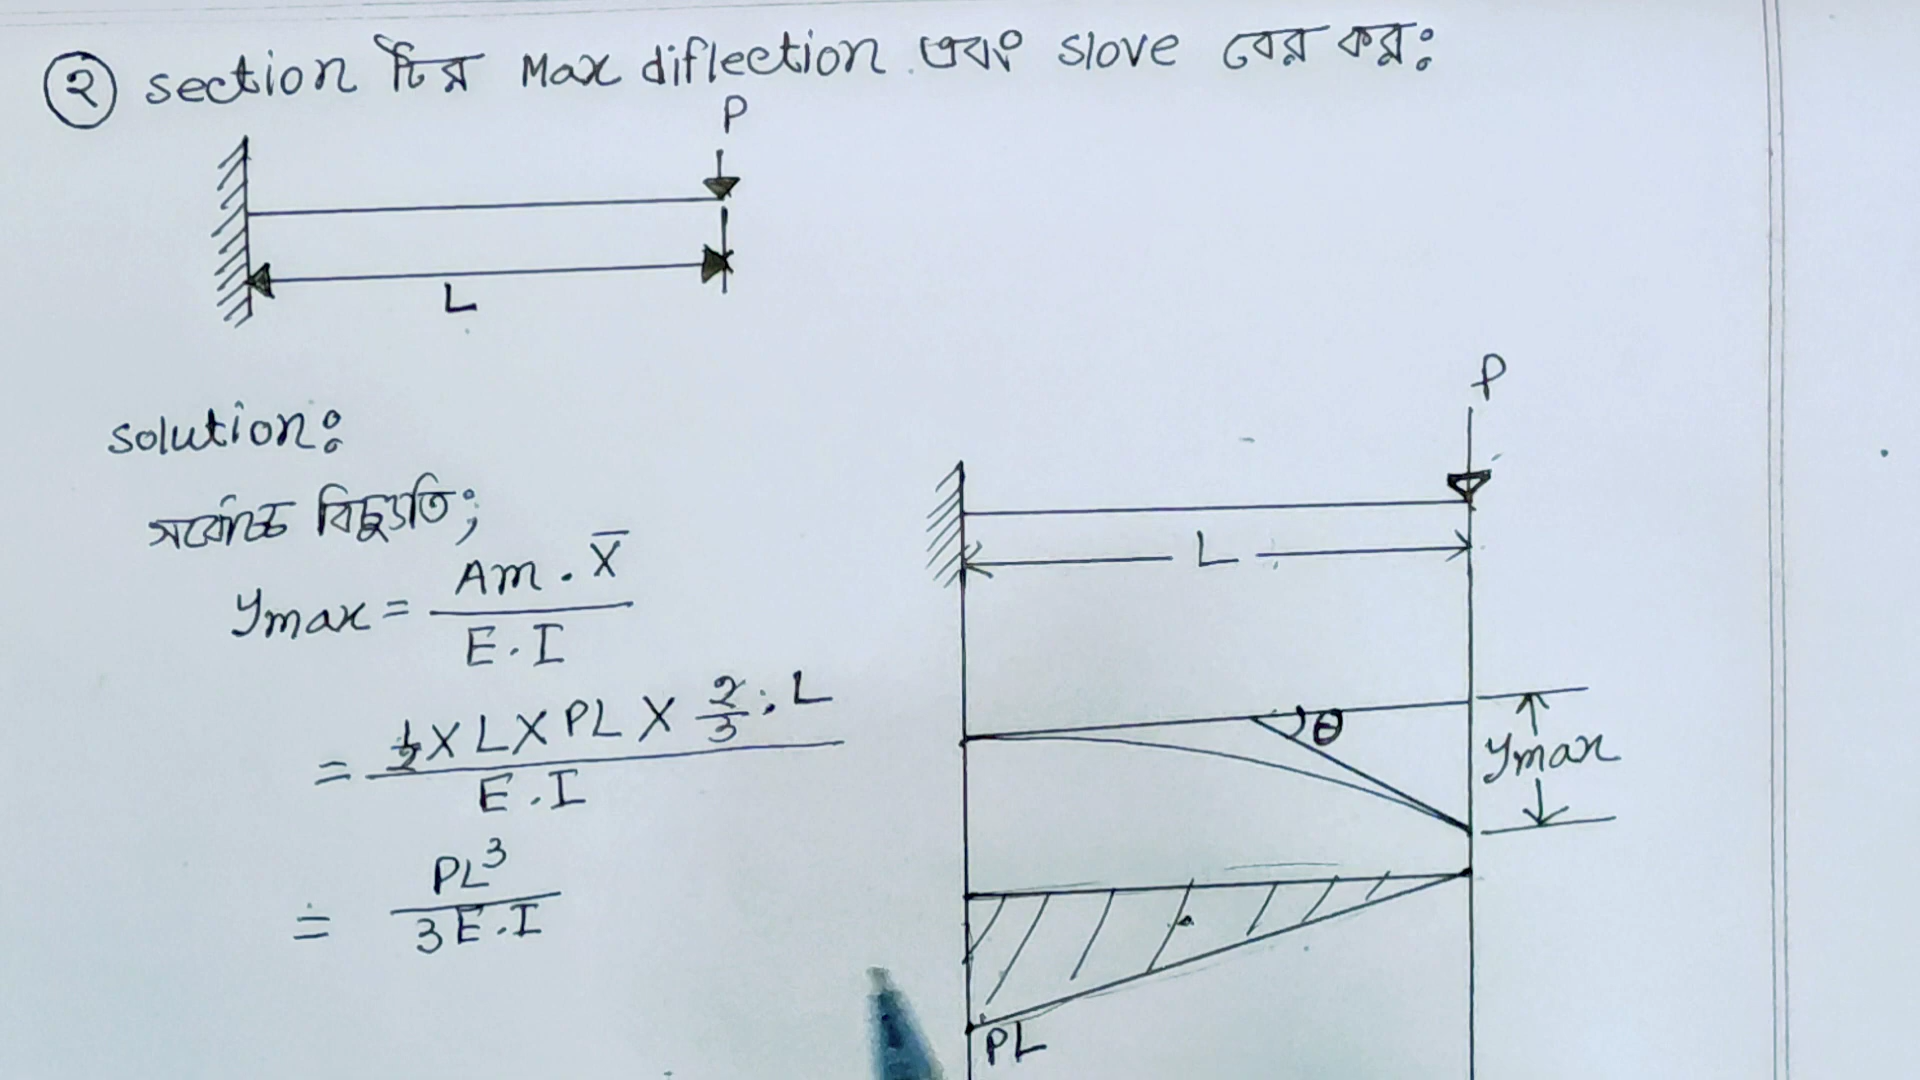 ২ section টির Max diflection এবং slove বের কর:
P
L
solution:
সর্বোচ্চ বিচ্যুতি;
ymax = Am . X̅ / E.I
= ½ X L X PL X 2/3 . L / E.I
= PL³ / 3E.I
P
L
θ
ymax
PL